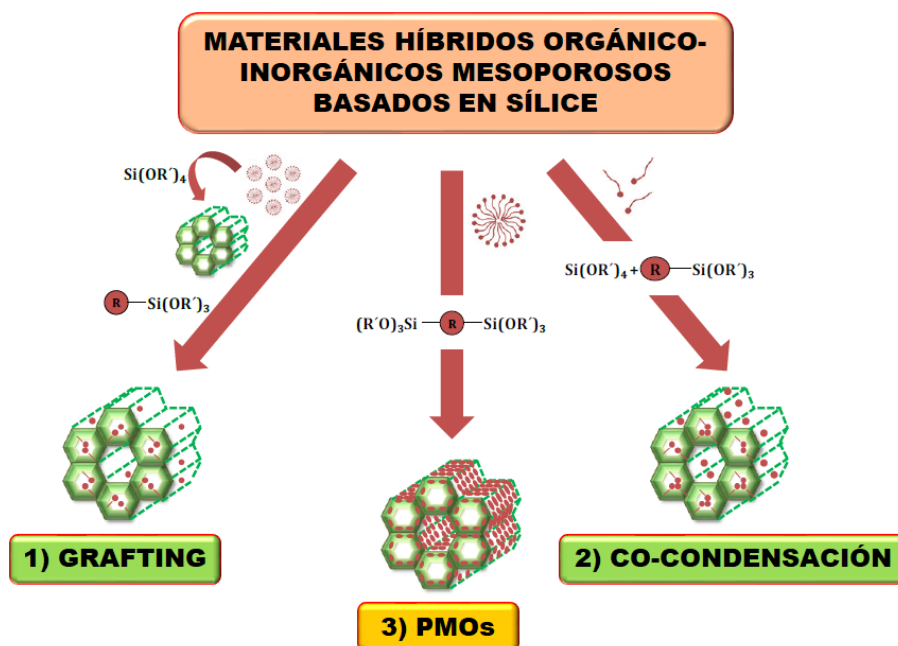 MATERIALES HÍBRIDOS ORGÁNICO-
INORGÁNICOS MESOPOROSOS
BASADOS EN SÍLICE
Si(OR´)₄
R—Si(OR´)₃
(R´O)₃Si—R—Si(OR´)₃
Si(OR´)₄+R—Si(OR´)₃
1) GRAFTING
3) PMOs
2) CO-CONDENSACIÓN